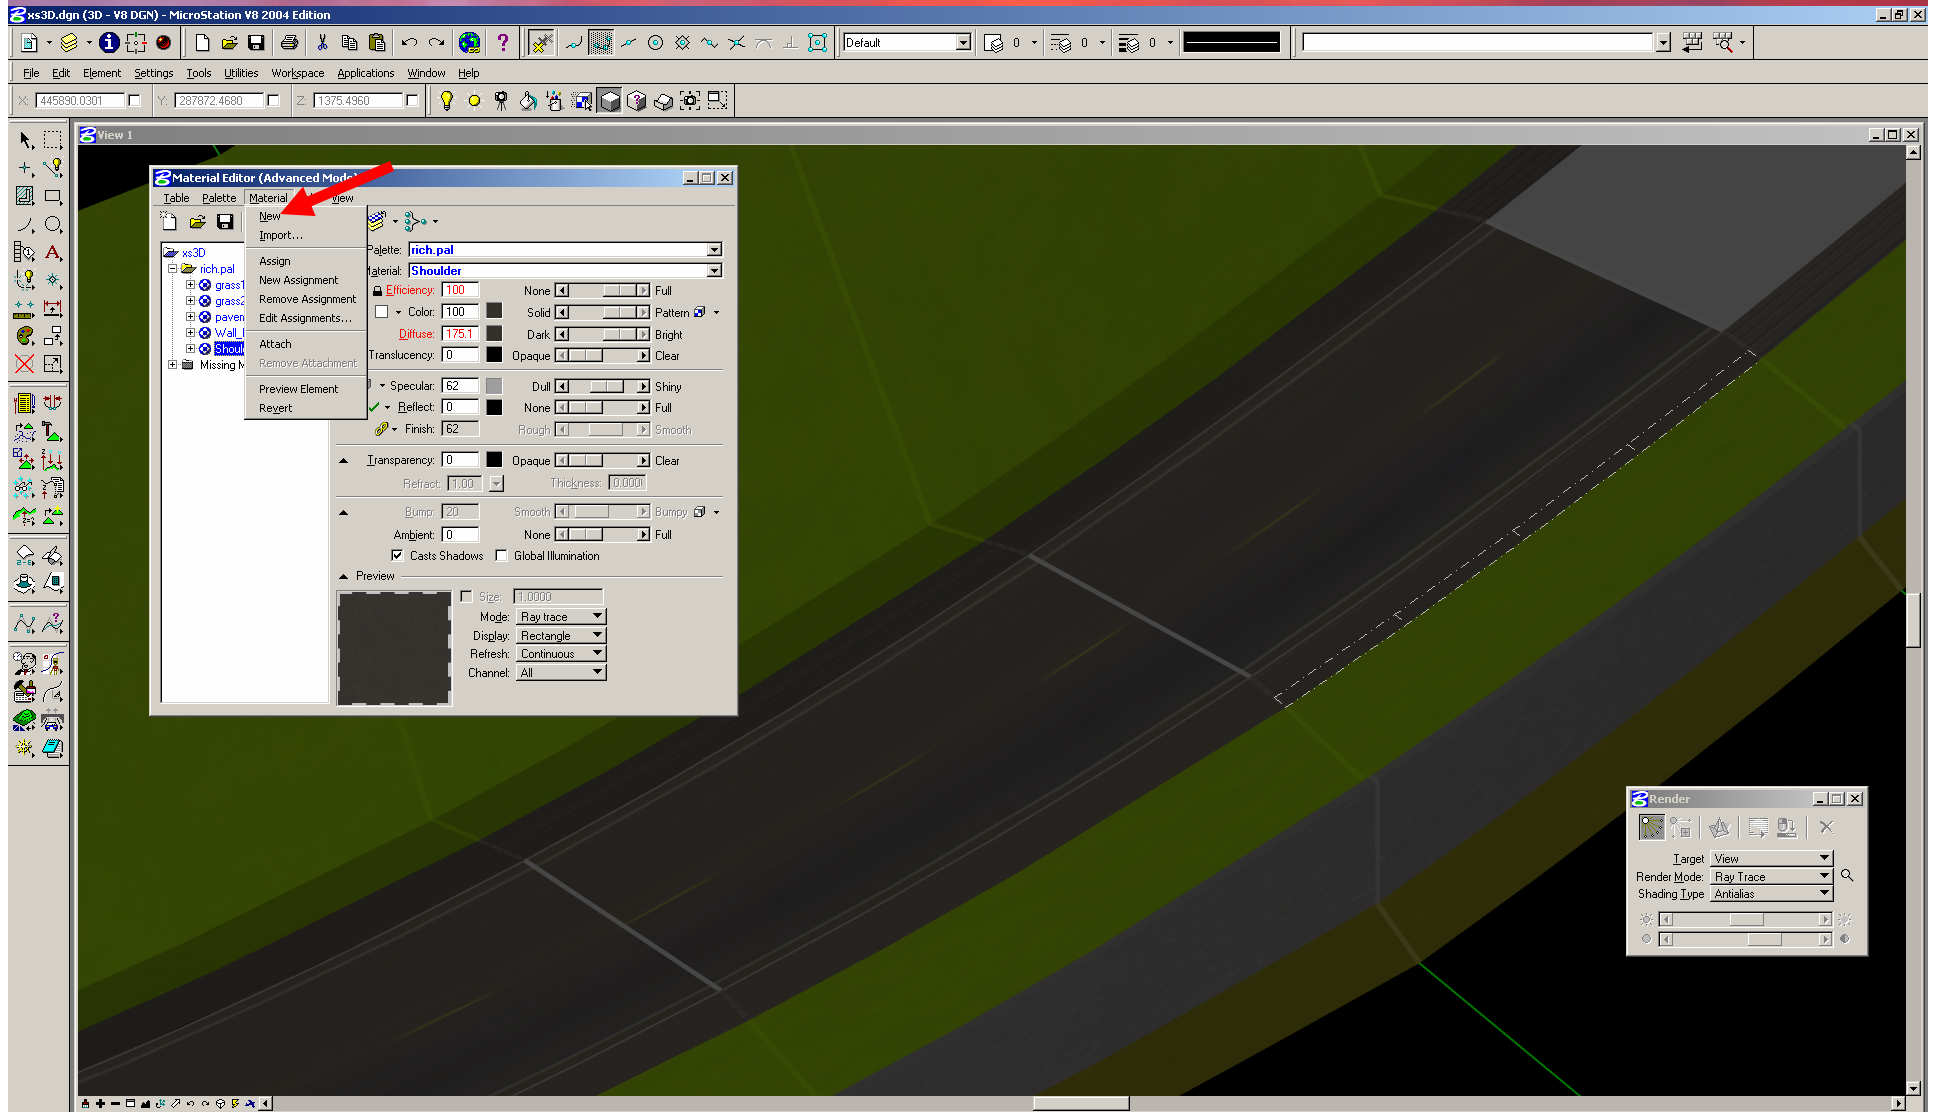 xs3D.dgn (3D - V8 DGN) - MicroStation V8 2004 Edition
Default
0
0
0
File Edit Element Settings Tools Utilities Workspace Applications Window Help
X: 445890.0301 Y: 287872.4680 Z: 1375.4960
View 1
Material Editor (Advanced Mode)
Table Palette Material View
New
Import...
Assign
New Assignment
Remove Assignment
Edit Assignments...
Attach
Remove Attachment
Preview Element
Revert
xs3D
rich.pal
grass1
grass2
paven
Wall_
Shoul
Missing M
Palette: rich.pal
Material: Shoulder
Efficiency: 100 None Full
Color: 100 Solid Pattern
Diffuse: 175.1 Dark Bright
Translucency: 0 Opaque Clear
Specular: 62 Dull Shiny
Reflect: 0 None Full
Finish: 62 Rough Smooth
Transparency: 0 Opaque Clear
Refract: 1.00 Thickness: 0.000
Bump: 20 Smooth Bumpy
Ambient: 0 None Full
Casts Shadows Global Illumination
Preview
Size: 1.0000
Mode: Ray trace
Display: Rectangle
Refresh: Continuous
Channel: All
Render
Target View
Render Mode: Ray Trace
Shading Type Antialias